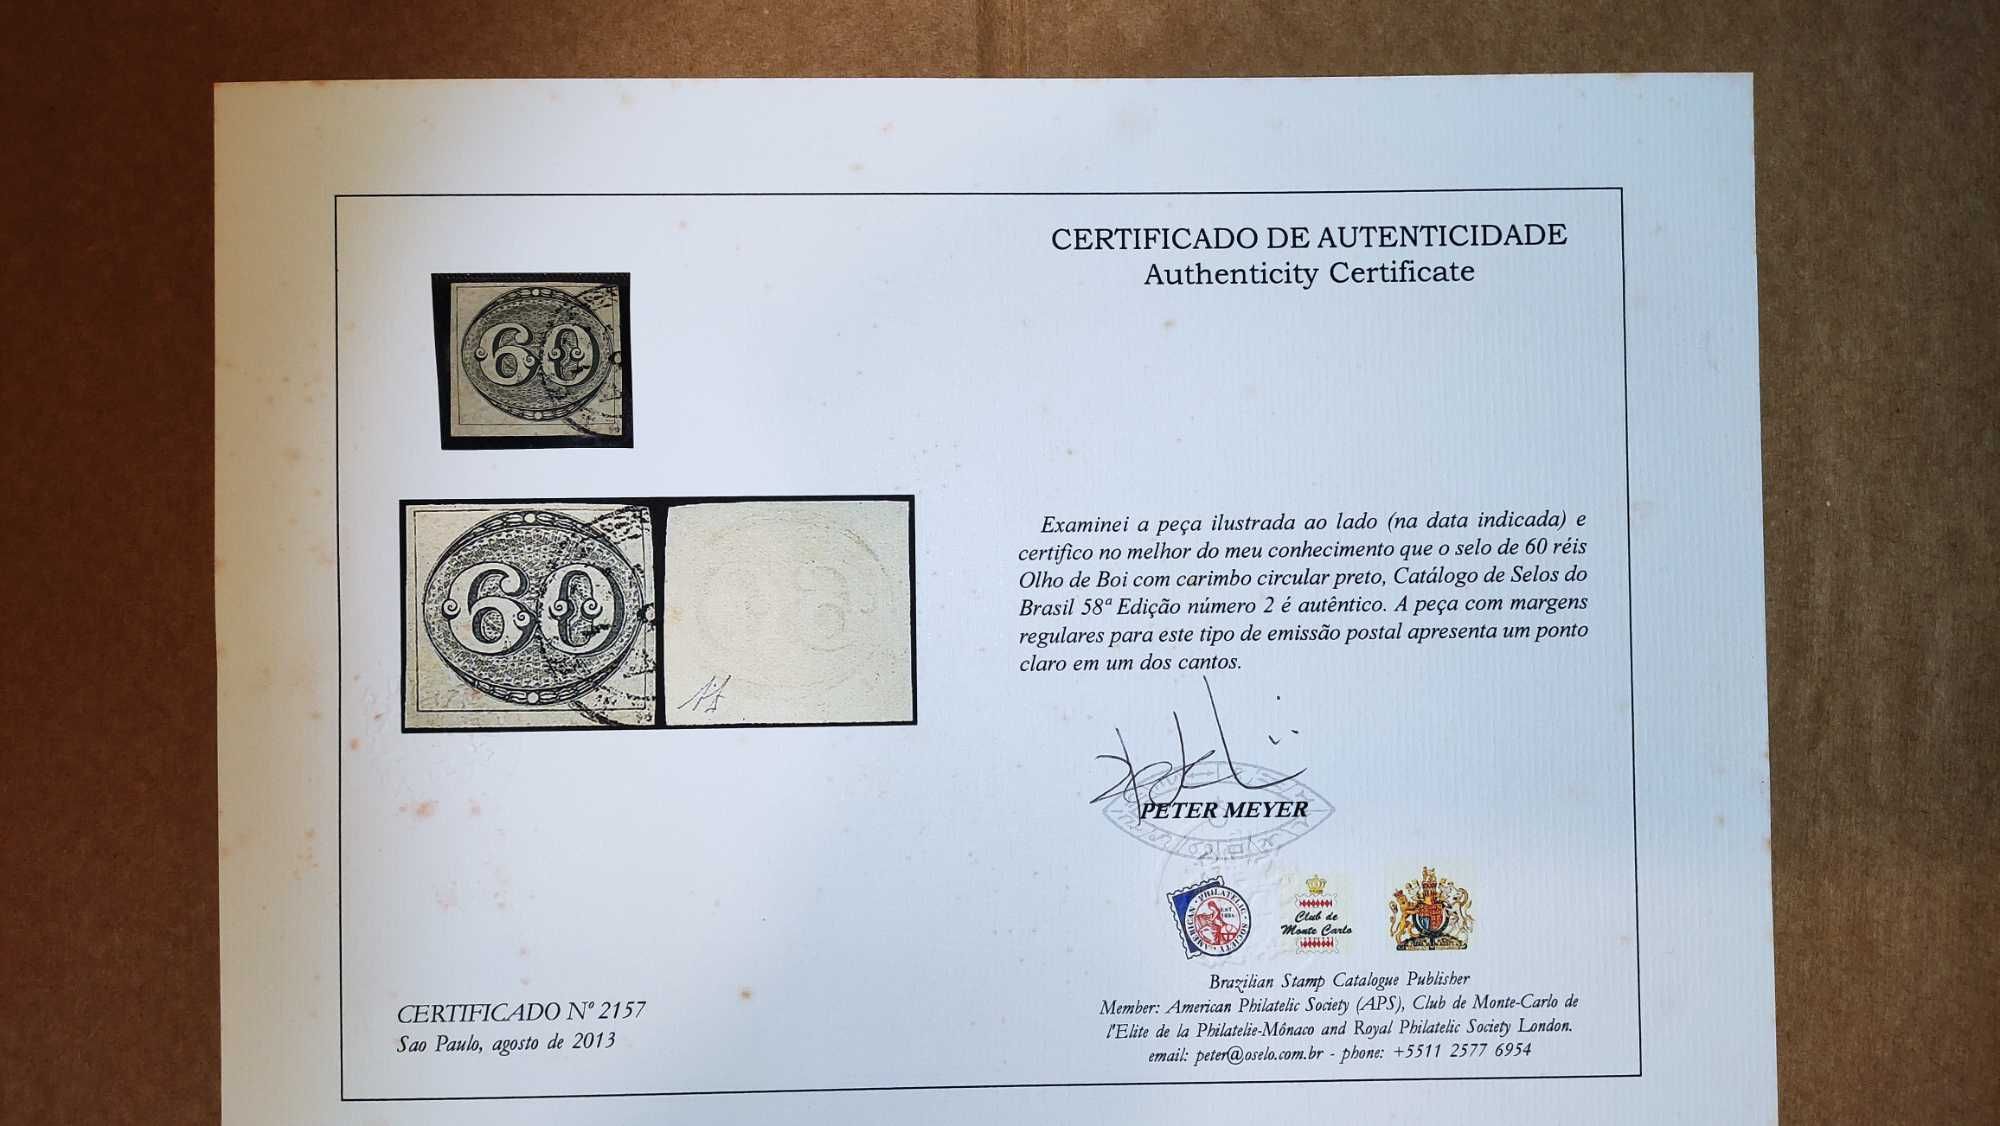 CERTIFICADO DE AUTENTICIDADE
Authenticity Certificate
60
60
Examinei a peça ilustrada ao lado (na data indicada) e
certifico no melhor do meu conhecimento que o selo de 60 réis
Olho de Boi com carimbo circular preto, Catálogo de Selos do
Brasil 58ª Edição número 2 é autêntico. A peça com margens
regulares para este tipo de emissão postal apresenta um ponto
claro em um dos cantos.
PETER MEYER
AMERICAN PHILATELIC SOCIETY
EST.
1886
Club de
Monte Carlo
Brazilian Stamp Catalogue Publisher
Member: American Philatelic Society (APS), Club de Monte-Carlo de
l'Elite de la Philatelie-Mônaco and Royal Philatelic Society London.
email: peter@oselo.com.br - phone: +5511 2577 6954
CERTIFICADO Nº 2157
Sao Paulo, agosto de 2013